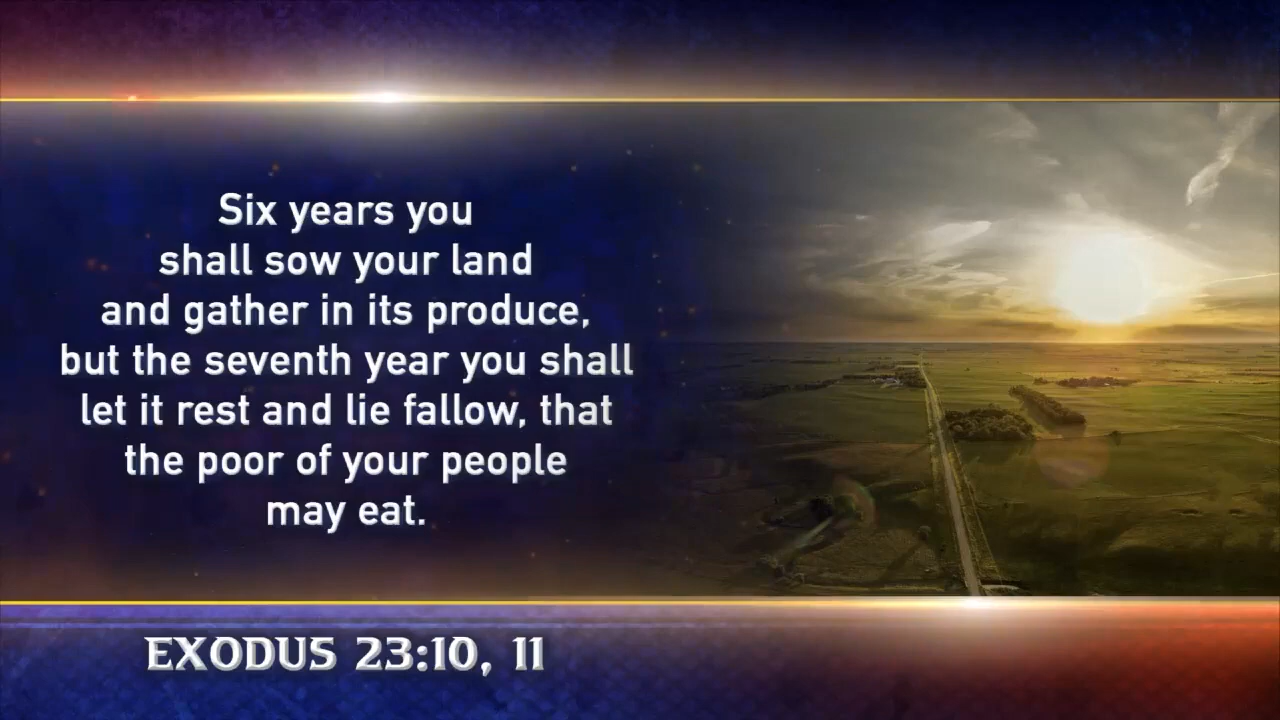 Six years you
shall sow your land
and gather in its produce,
but the seventh year you shall
let it rest and lie fallow, that
the poor of your people
may eat.
EXODUS 23:10, 11